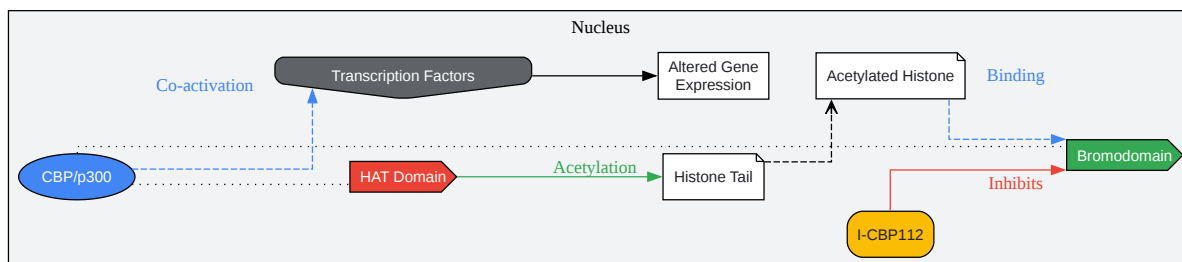 Nucleus
Co-activation
Transcription Factors
Altered Gene
Expression
Acetylated Histone
Binding
CBP/p300
HAT Domain
Acetylation
Histone Tail
Bromodomain
Inhibits
I-CBP112